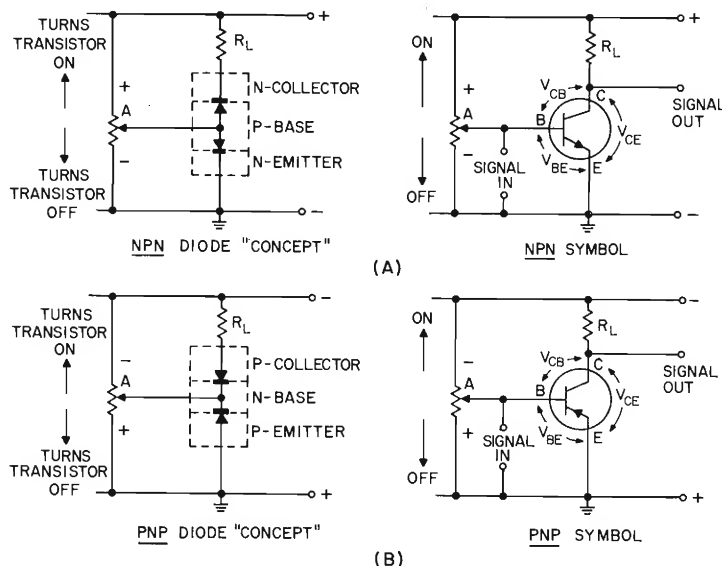 TURNS
TRANSISTOR
ON
TURNS
TRANSISTOR
OFF
+
A
−
+
R_L
N-COLLECTOR
P-BASE
N-EMITTER
−
NPN DIODE "CONCEPT"
ON
OFF
+
A
−
+
R_L
V_CB
C
B
V_CE
V_BE
E
SIGNAL
IN
SIGNAL
OUT
−
NPN SYMBOL
(A)
TURNS
TRANSISTOR
ON
TURNS
TRANSISTOR
OFF
−
A
+
−
R_L
P-COLLECTOR
N-BASE
P-EMITTER
+
PNP DIODE "CONCEPT"
ON
OFF
−
A
+
−
R_L
V_CB
C
B
V_CE
V_BE
E
SIGNAL
IN
SIGNAL
OUT
+
PNP SYMBOL
(B)